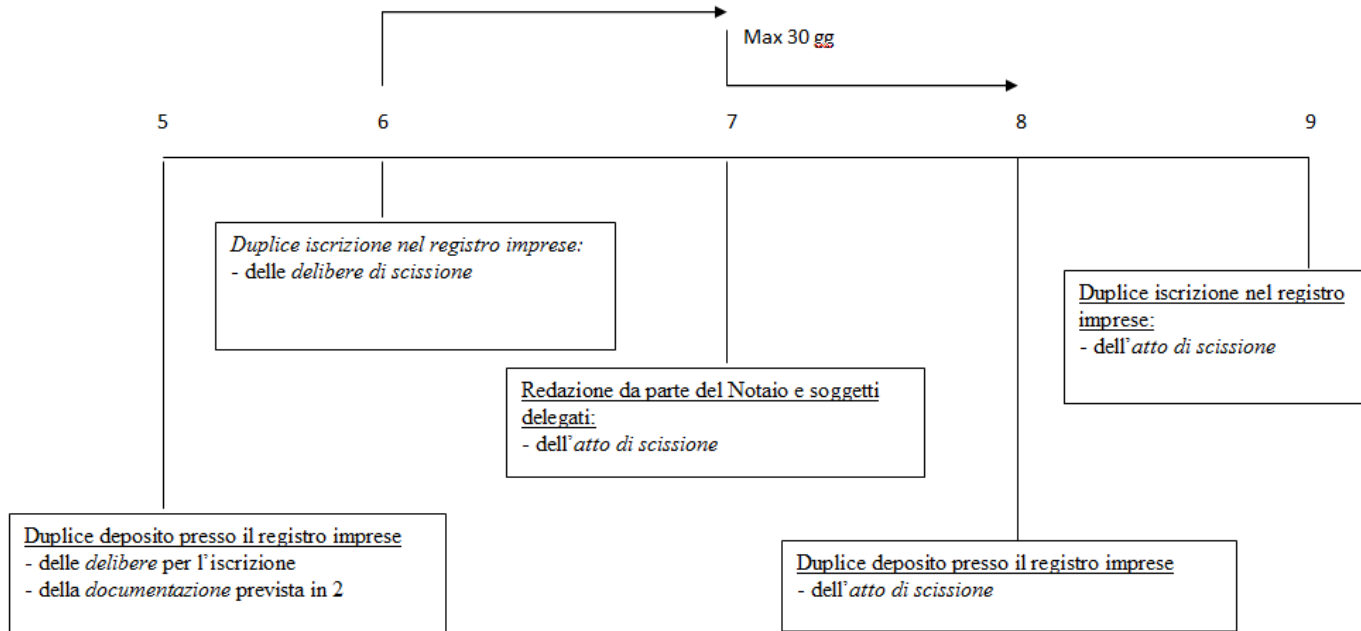 Max 30 gg
5 6 7 8 9
Duplice iscrizione nel registro imprese:
- delle delibere di scissione
Duplice iscrizione nel registro
imprese:
- dell’atto di scissione
Redazione da parte del Notaio e soggetti
delegati:
- dell’atto di scissione
Duplice deposito presso il registro imprese
- delle delibere per l’iscrizione
- della documentazione prevista in 2
Duplice deposito presso il registro imprese
- dell’atto di scissione